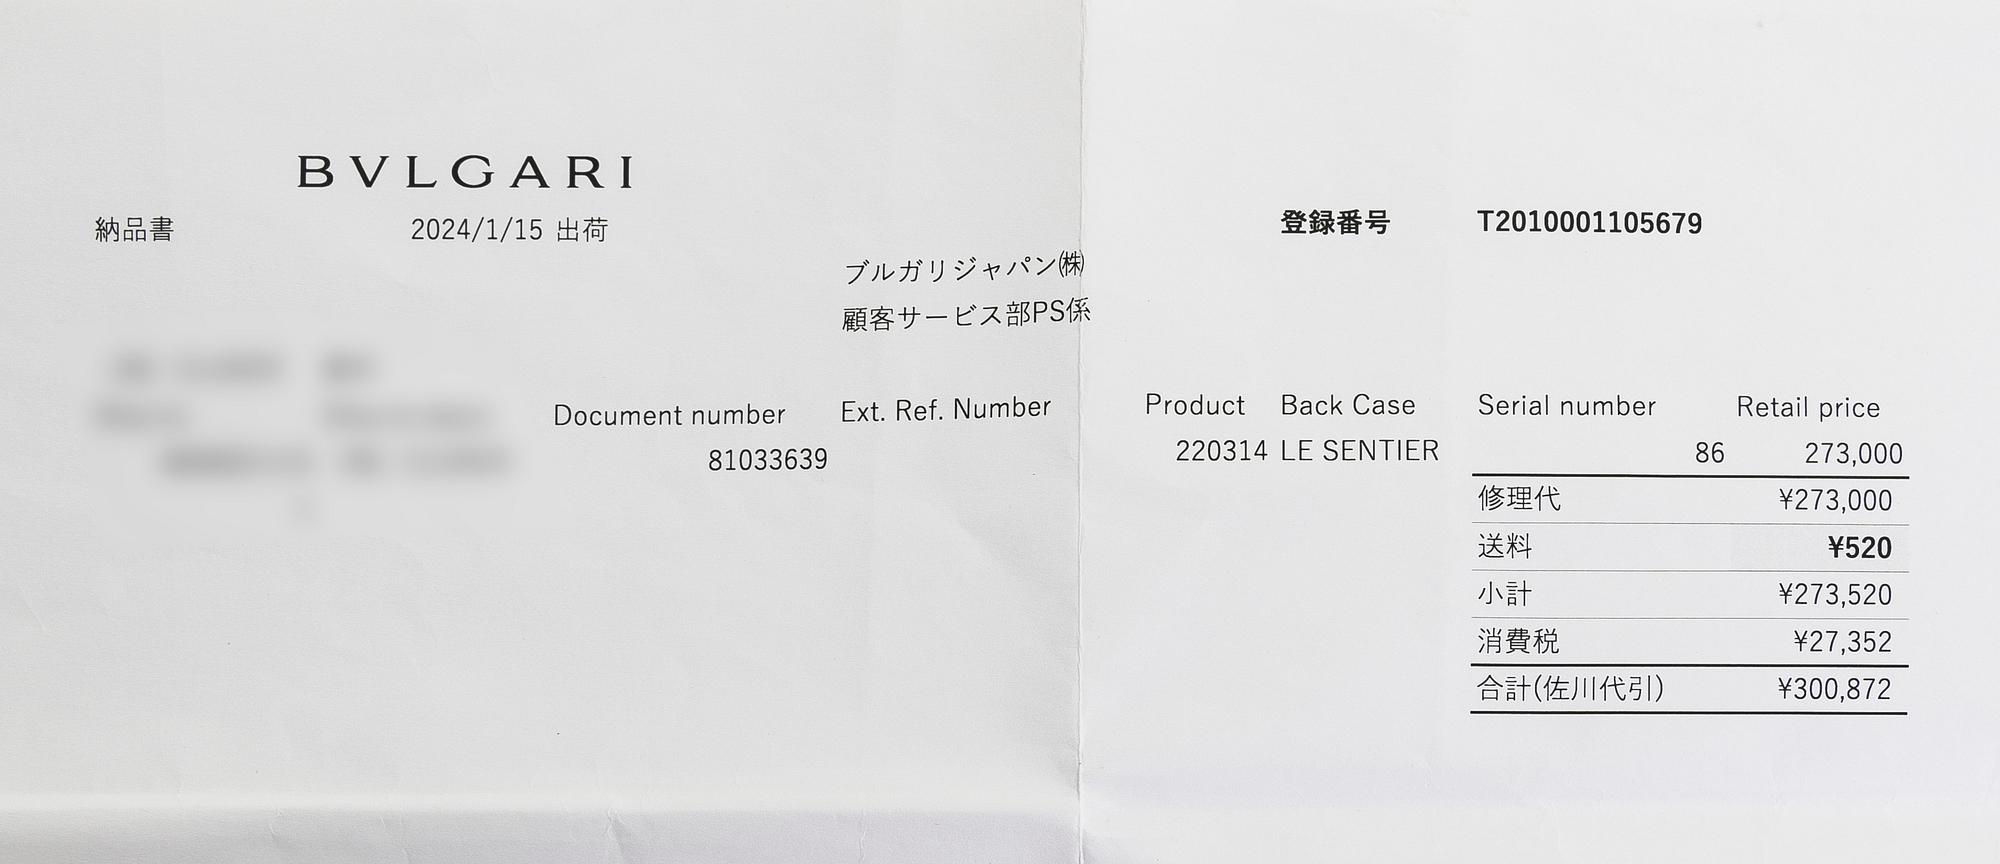 BVLGARI
納品書 2024/1/15 出荷 登録番号 T2010001105679
ブルガリジャパン㈱
顧客サービス部PS係
Document number Ext. Ref. Number Product Back Case Serial number Retail price
81033639 220314 LE SENTIER 86 273,000
修理代 ¥273,000
送料 ¥520
小計 ¥273,520
消費税 ¥27,352
合計(佐川代引) ¥300,872